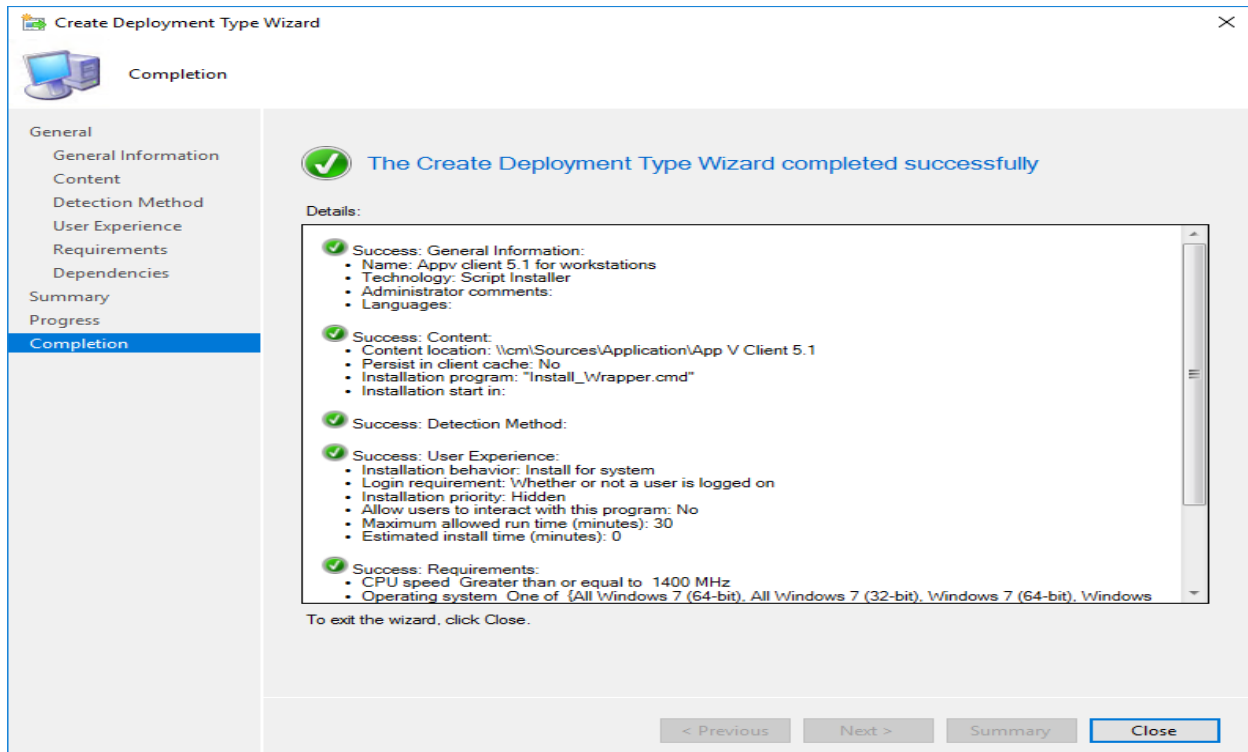 Create Deployment Type Wizard
Completion
General
General Information
Content
Detection Method
User Experience
Requirements
Dependencies
Summary
Progress
Completion
The Create Deployment Type Wizard completed successfully
Details:
Success: General Information:
• Name: Appv client 5.1 for workstations
• Technology: Script Installer
• Administrator comments:
• Languages:
Success: Content:
• Content location: \\cm\Sources\Application\App V Client 5.1
• Persist in client cache: No
• Installation program: "Install_Wrapper.cmd"
• Installation start in:
Success: Detection Method:
Success: User Experience:
• Installation behavior: Install for system
• Login requirement: Whether or not a user is logged on
• Installation priority: Hidden
• Allow users to interact with this program: No
• Maximum allowed run time (minutes): 30
• Estimated install time (minutes): 0
Success: Requirements:
• CPU speed  Greater than or equal to  1400 MHz
• Operating system  One of  {All Windows 7 (64-bit), All Windows 7 (32-bit), Windows 7 (64-bit), Windows
To exit the wizard, click Close.
< Previous Next > Summary Close